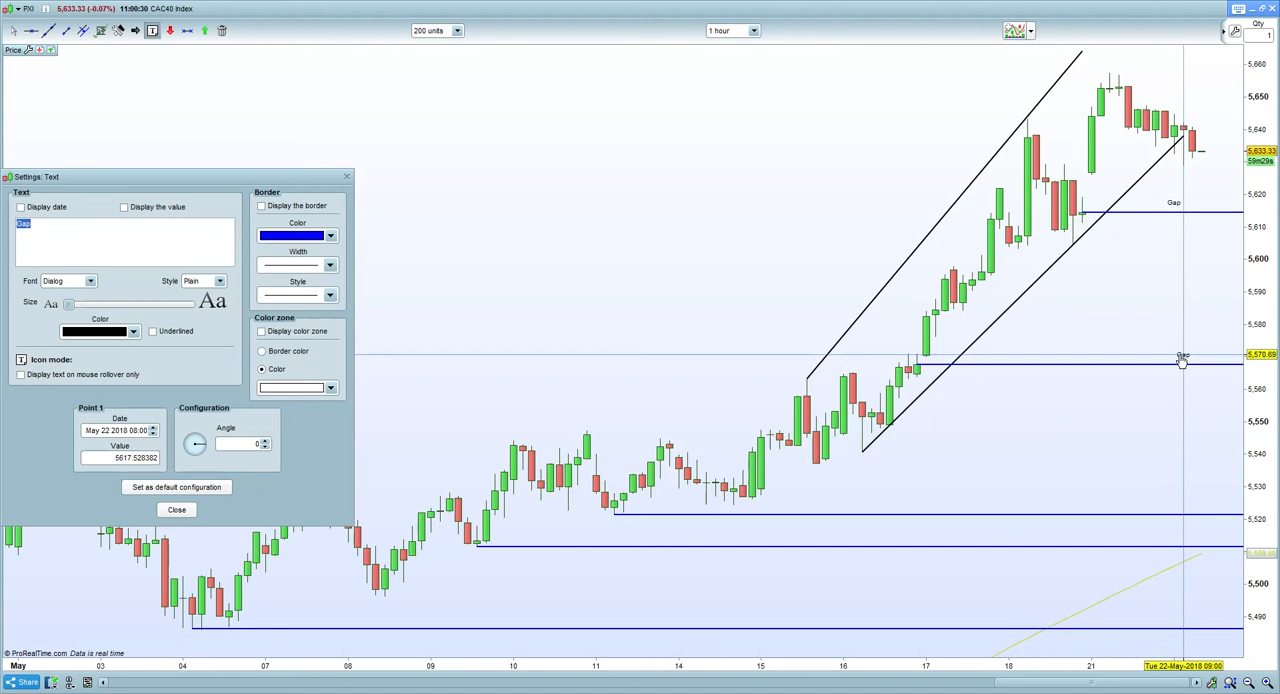 PXI 5,633.33 (-0.07%) 11:00:30 CAC40 Index
200 units
1 hour
Qty
1
Price
Settings: Text
Text
Display date
Display the value
Gap
Font Dialog
Style Plain
Size Aa Aa
Color
Underlined
T Icon mode:
Display text on mouse rollover only
Border
Display the border
Color
Width
Style
Color zone
Display color zone
Border color
Color
Point 1
Date
May 22 2018 08:00
Value
5617.528382
Configuration
Angle
0
Set as default configuration
Close
Gap
Gap
5,660
5,650
5,640
5,633.33
59m29s
5,620
5,610
5,600
5,590
5,580
5,570.69
5,560
5,550
5,540
5,530
5,520
5,500
5,490
© ProRealTime.com Data is real time
May 03 04 07 08 09 10 11 14 15 16 17 18 21 Tue 22-May-2018 09:00
Share